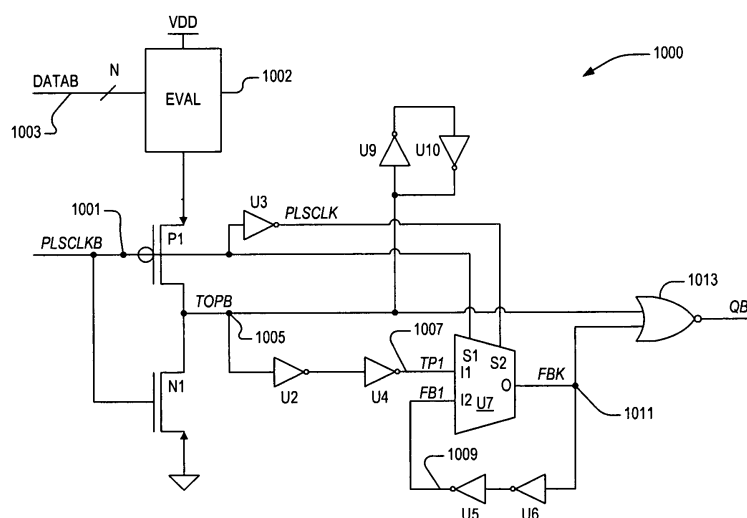 VDD
1000
N
1002
DATAB
EVAL
1003
U9
U10
1001
U3
PLSCLK
P1
PLSCLKB
1013
TOPB
QB
1005
1007
S1
S2
N1
TP1
I1
O
FBK
U2
U4
FB1
I2
U7
1011
1009
U5
U6